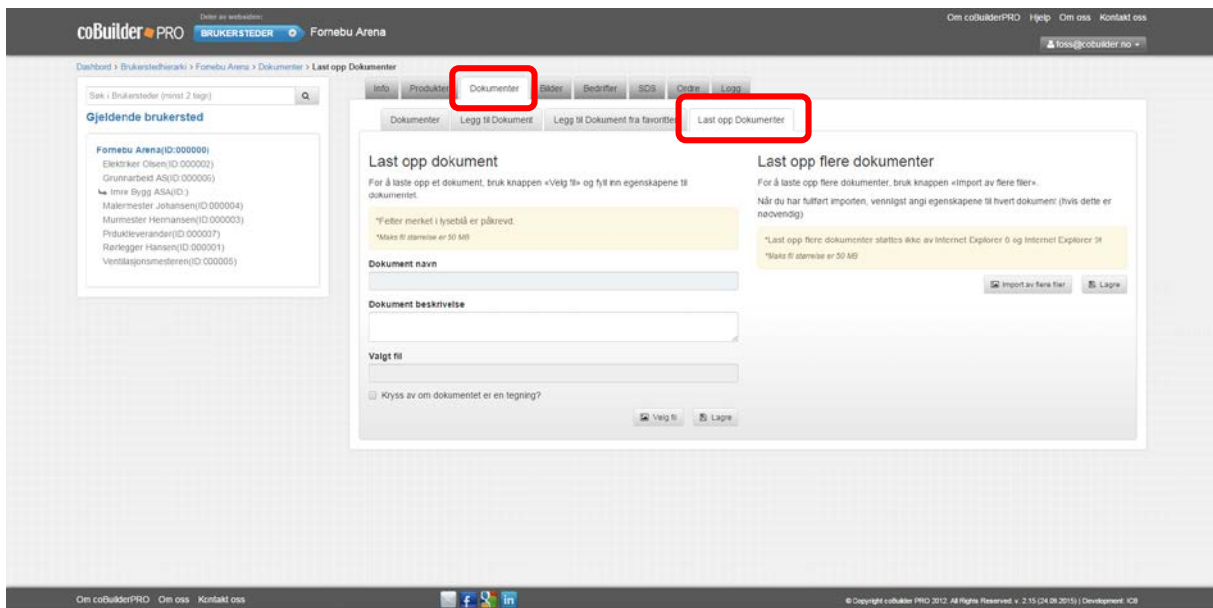 Deler av websiden:
coBuilder PRO BRUKERSTEDER Fornebu Arena
Om coBuilderPRO Hjelp Om oss Kontakt oss
foss@cobuilder.no
Dashbord > Brukerstedhierarki > Fornebu Arena > Dokumenter > Last opp Dokumenter
Søk i Brukersteder (minst 2 tegn)
Gjeldende brukersted
Fornebu Arena(ID:000000)
Elektriker Olsen(ID:000002)
Grunnarbeid AS(ID:000006)
Imre Bygg ASA(ID:)
Malermester Johansen(ID:000004)
Murmester Hermansen(ID:000003)
Prduktleverandør(ID:000007)
Rørlegger Hansen(ID:000001)
Ventilasjonsmesteren(ID:000005)
Info Produkter Dokumenter Bilder Bedrifter SDS Ordre Logg
Dokumenter Legg til Dokument Legg til Dokument fra favoritter Last opp Dokumenter
Last opp dokument
For å laste opp et dokument, bruk knappen «Velg fil» og fyll inn egenskapene til
dokumentet.
*Felter merket i lyseblå er påkrevd.
*Maks fil størrelse er 50 MB
Dokument navn
Dokument beskrivelse
Valgt fil
Kryss av om dokumentet er en tegning?
Velg fil Lagre
Last opp flere dokumenter
For å laste opp flere dokumenter, bruk knappen «Import av flere filer».
Når du har fullført importen, vennligst angi egenskapene til hvert dokument (hvis dette er
nødvendig)
*Last opp flere dokumenter støttes ikke av Internet Explorer 8 og Internet Explorer 9!
*Maks fil størrelse er 50 MB
Import av flere filer Lagre
Om coBuilderPRO Om oss Kontakt oss
© Copyright coBuilder PRO 2012. All Rights Reserved. v. 2.15 (24.08.2015) | Development: ICB